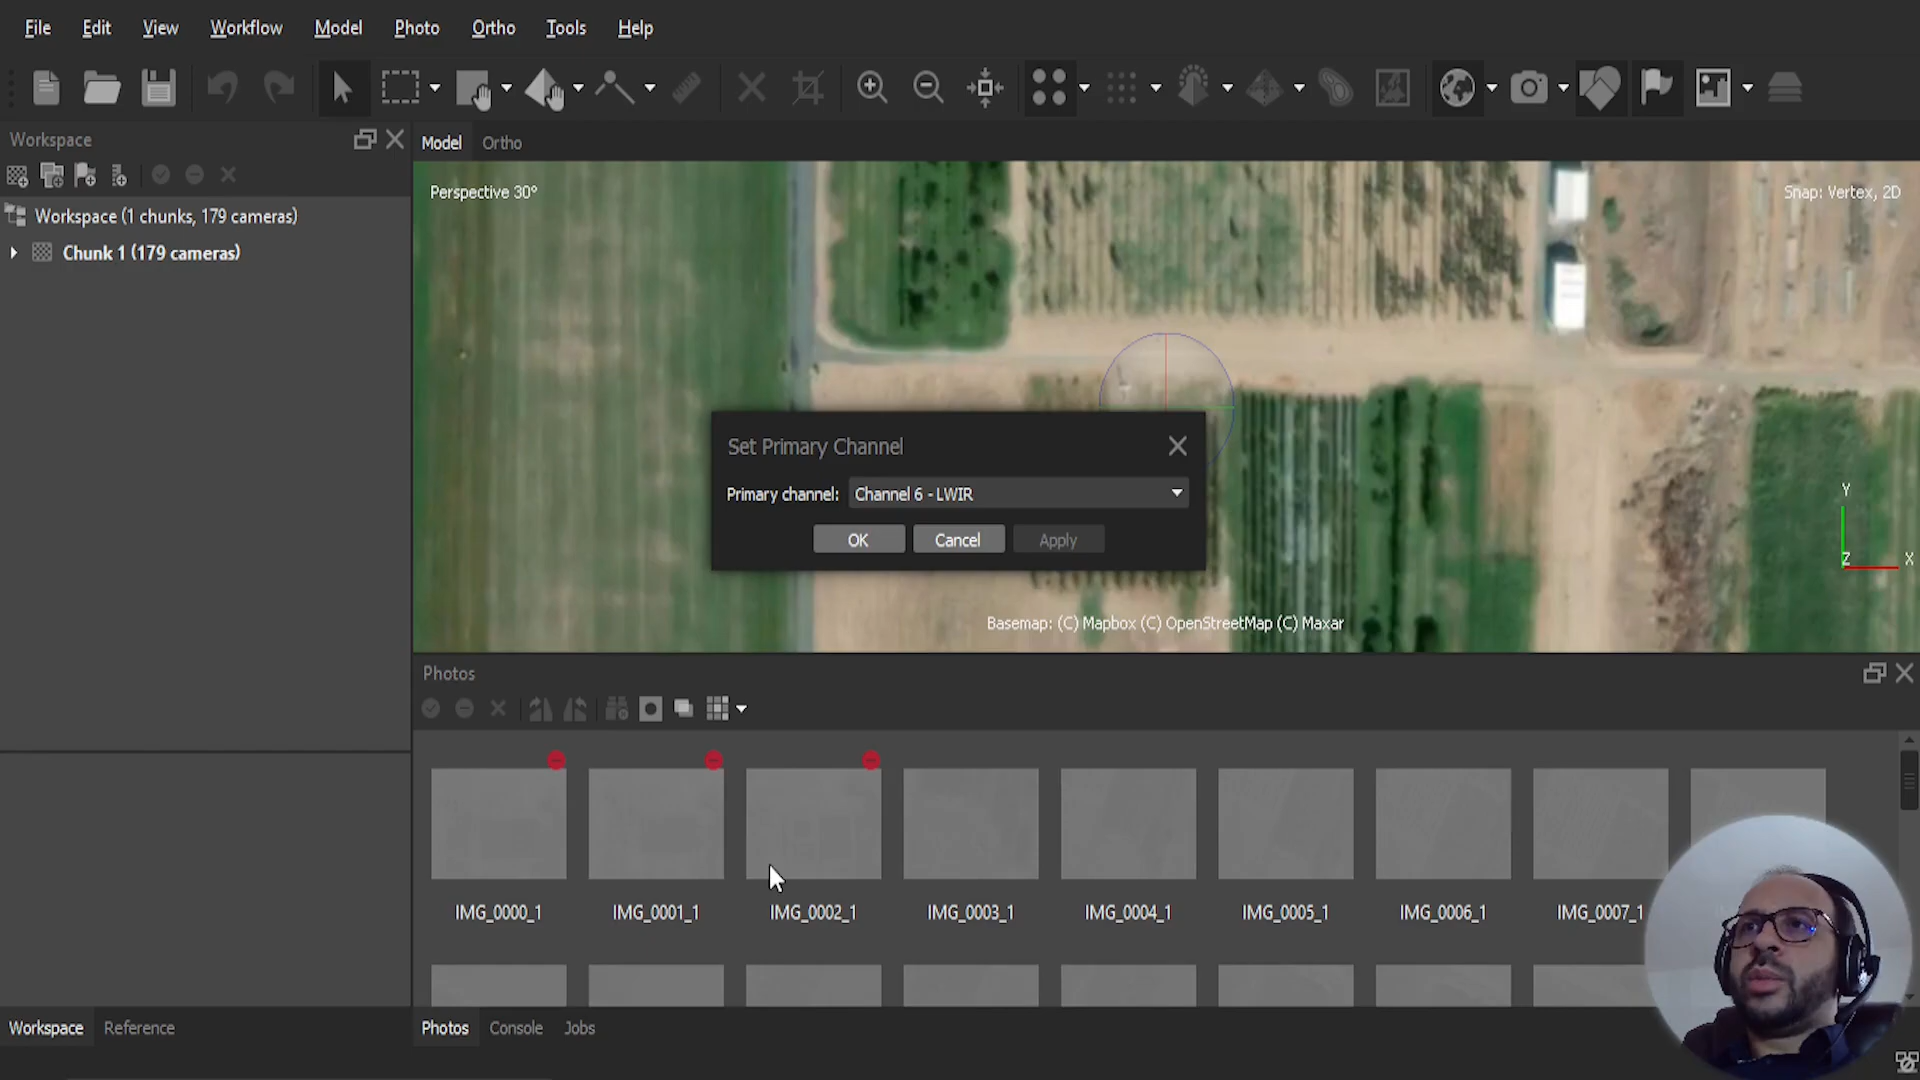 File Edit View Workflow Model Photo Ortho Tools Help
Workspace
Workspace (1 chunks, 179 cameras)
Chunk 1 (179 cameras)
Model Ortho
Perspective 30°
Snap: Vertex, 2D
Set Primary Channel
Primary channel: Channel 6 - LWIR
OK Cancel Apply
Y
Z X
Basemap: (C) Mapbox (C) OpenStreetMap (C) Maxar
Photos
IMG_0000_1 IMG_0001_1 IMG_0002_1 IMG_0003_1 IMG_0004_1 IMG_0005_1 IMG_0006_1 IMG_0007_1
Workspace Reference
Photos Console Jobs